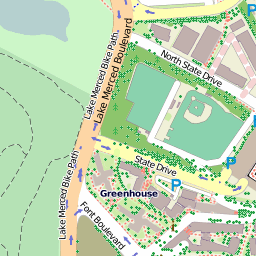 Lake Merced Bike Path
Lake Merced Boulevard
North State Drive
State Drive
P
P
P
Lake Merced Bike Path
Greenhouse
Font Boulevard